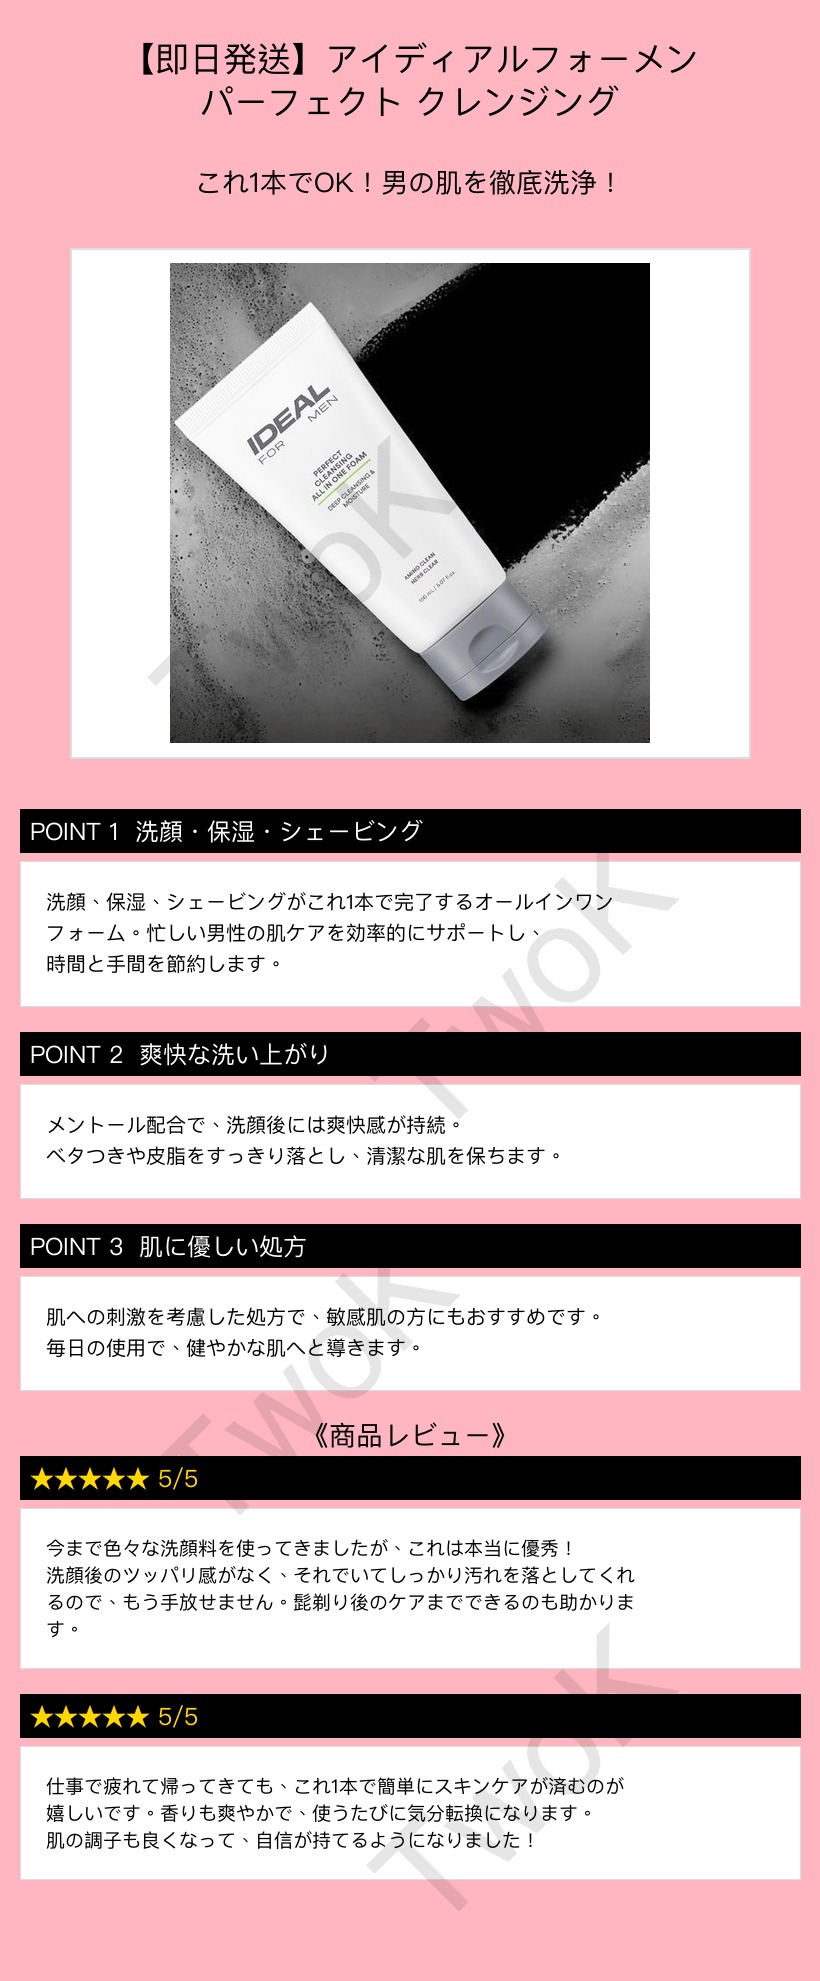 【即日発送】アイディアルフォーメン
パーフェクト クレンジング
これ1本でOK！男の肌を徹底洗浄！
IDEAL
FOR MEN
PERFECT
CLEANSING
ALL IN ONE FOAM
DEEP CLEANSING &
MOISTURE
AMINO CLEAN
HERB CLEAR
150 mL / 5.07 fl.oz.
TwoK
POINT 1 洗顔・保湿・シェービング
洗顔、保湿、シェービングがこれ1本で完了するオールインワン
フォーム。忙しい男性の肌ケアを効率的にサポートし、
時間と手間を節約します。
TwoK
POINT 2 爽快な洗い上がり
メントール配合で、洗顔後には爽快感が持続。
ベタつきや皮脂をすっきり落とし、清潔な肌を保ちます。
POINT 3 肌に優しい処方
肌への刺激を考慮した処方で、敏感肌の方にもおすすめです。
毎日の使用で、健やかな肌へと導きます。
TwoK
《商品レビュー》
★★★★★ 5/5
今まで色々な洗顔料を使ってきましたが、これは本当に優秀！
洗顔後のツッパリ感がなく、それでいてしっかり汚れを落としてくれ
るので、もう手放せません。髭剃り後のケアまでできるのも助かりま
す。
★★★★★ 5/5
仕事で疲れて帰ってきても、これ1本で簡単にスキンケアが済むのが
嬉しいです。香りも爽やかで、使うたびに気分転換になります。
肌の調子も良くなって、自信が持てるようになりました！
TwoK